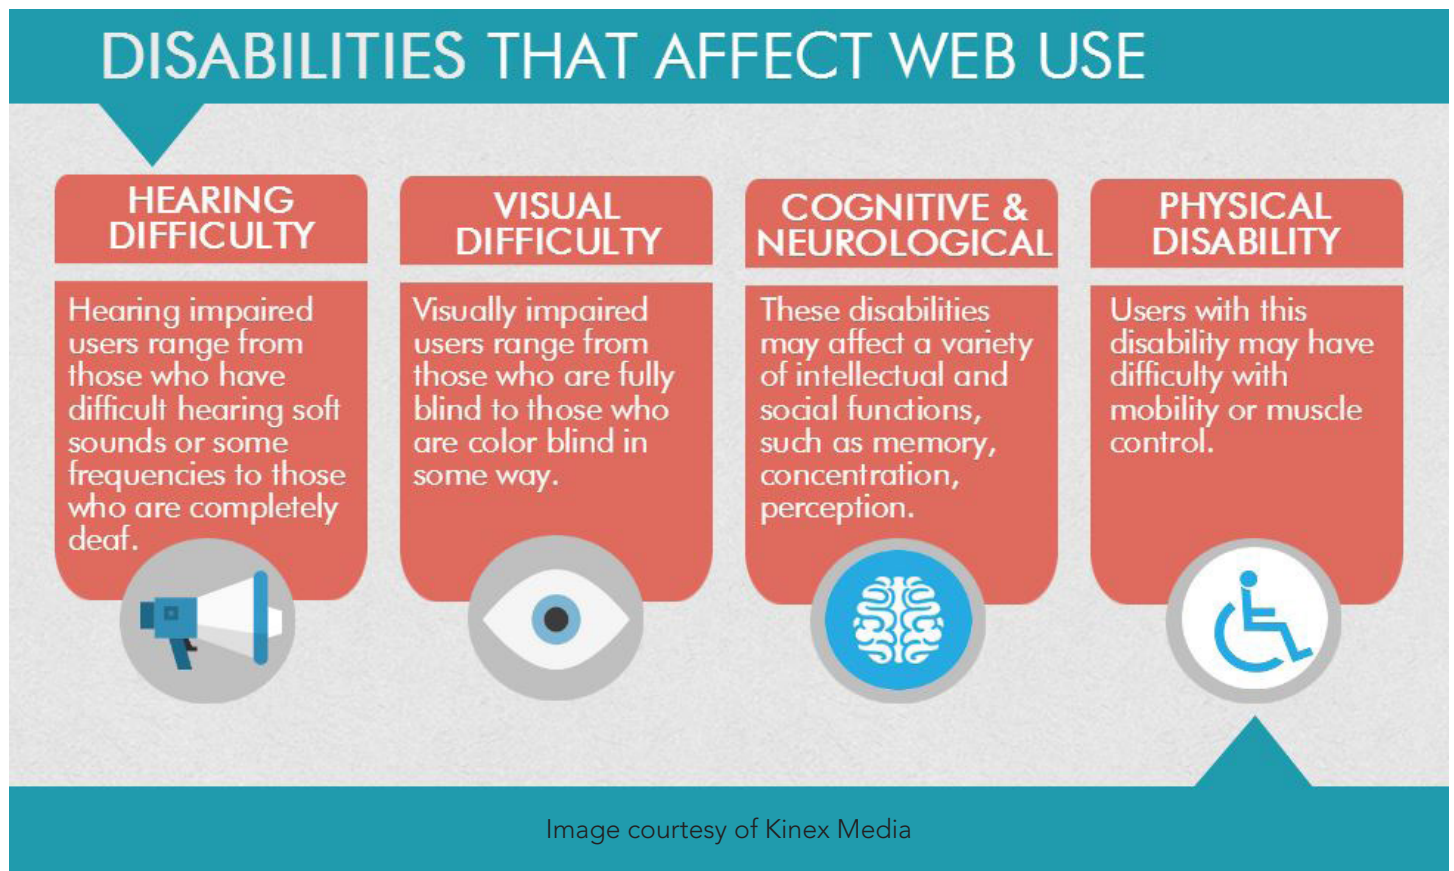 DISABILITIES THAT AFFECT WEB USE
HEARING
DIFFICULTY
Hearing impaired
users range from
those who have
difficult hearing soft
sounds or some
frequencies to those
who are completely
deaf.
VISUAL
DIFFICULTY
Visually impaired
users range from
those who are fully
blind to those who
are color blind in
some way.
COGNITIVE &
NEUROLOGICAL
These disabilities
may affect a variety
of intellectual and
social functions,
such as memory,
concentration,
perception.
PHYSICAL
DISABILITY
Users with this
disability may have
difficulty with
mobility or muscle
control.
Image courtesy of Kinex Media